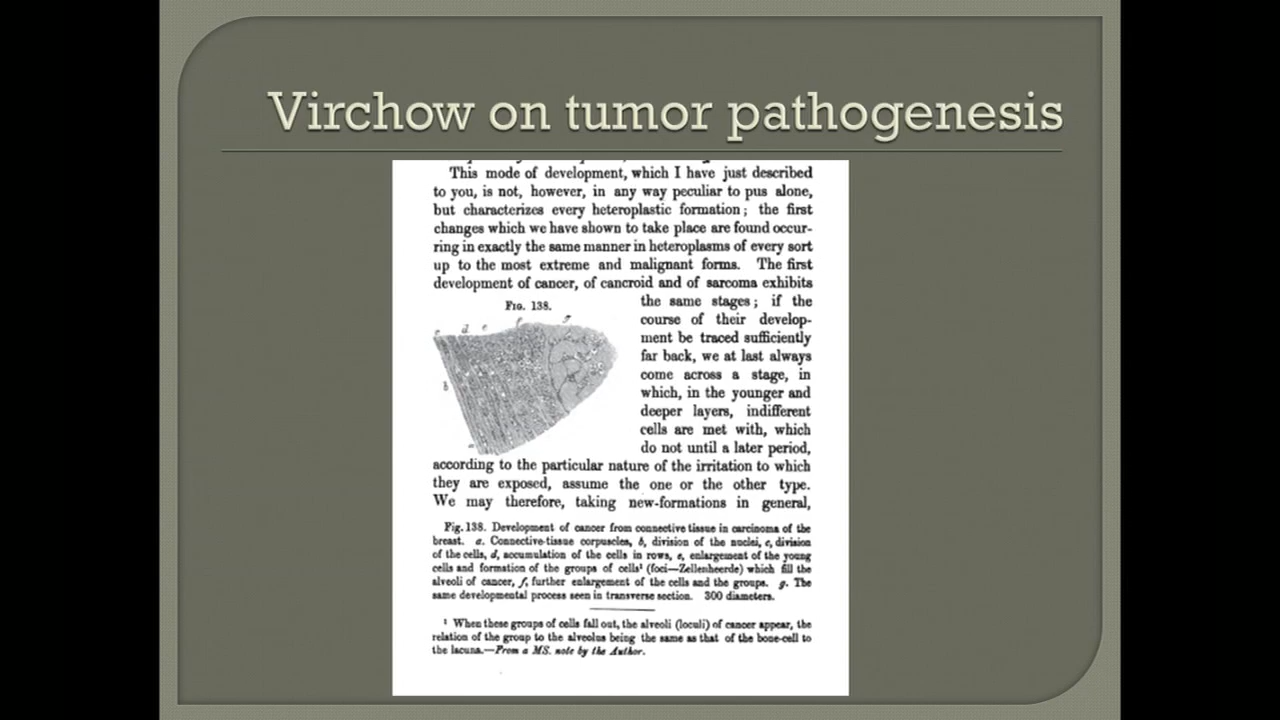 Virchow on tumor pathogenesis
This mode of development, which I have just described
to you, is not, however, in any way peculiar to pus alone,
but characterizes every heteroplastic formation; the first
changes which we have shown to take place are found occur-
ring in exactly the same manner in heteroplasms of every sort
up to the most extreme and malignant forms. The first
development of cancer, of cancroid and of sarcoma exhibits
the same stages; if the
course of their develop-
ment be traced sufficiently
far back, we at last always
come across a stage, in
which, in the younger and
deeper layers, indifferent
cells are met with, which
do not until a later period,
FIG. 138.
c d e f g
b
a
according to the particular nature of the irritation to which
they are exposed, assume the one or the other type.
We may therefore, taking new-formations in general,
Fig. 138. Development of cancer from connective tissue in carcinoma of the
breast. a. Connective-tissue corpuscles, b, division of the nuclei, c, division
of the cells, d, accumulation of the cells in rows, e, enlargement of the young
cells and formation of the groups of cells¹ (foci—Zellenheerde) which fill the
alveoli of cancer, f, further enlargement of the cells and the groups. g. The
same developmental process seen in transverse section. 300 diameters.
¹ When these groups of cells fall out, the alveoli (loculi) of cancer appear, the
relation of the group to the alveolus being the same as that of the bone-cell to
the lacuna.—From a MS. note by the Author.